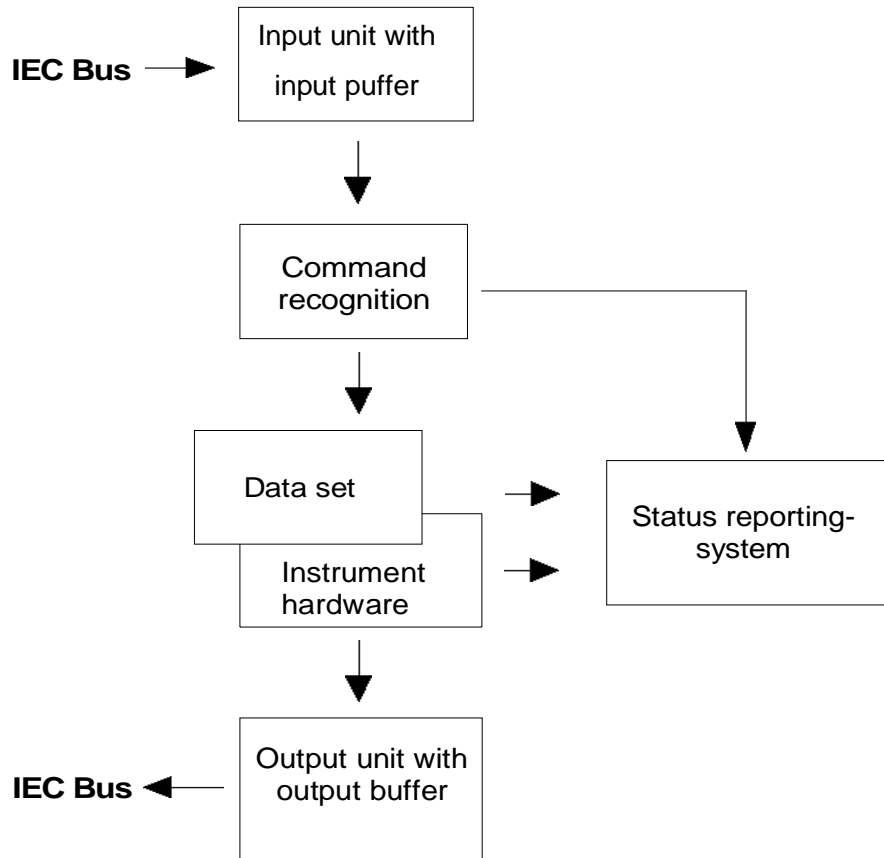 Input unit with
IEC Bus
input puffer
Command
recognition
Data set
Status reporting-
system
Instrument
hardware
Output unit with
IEC Bus
output buffer